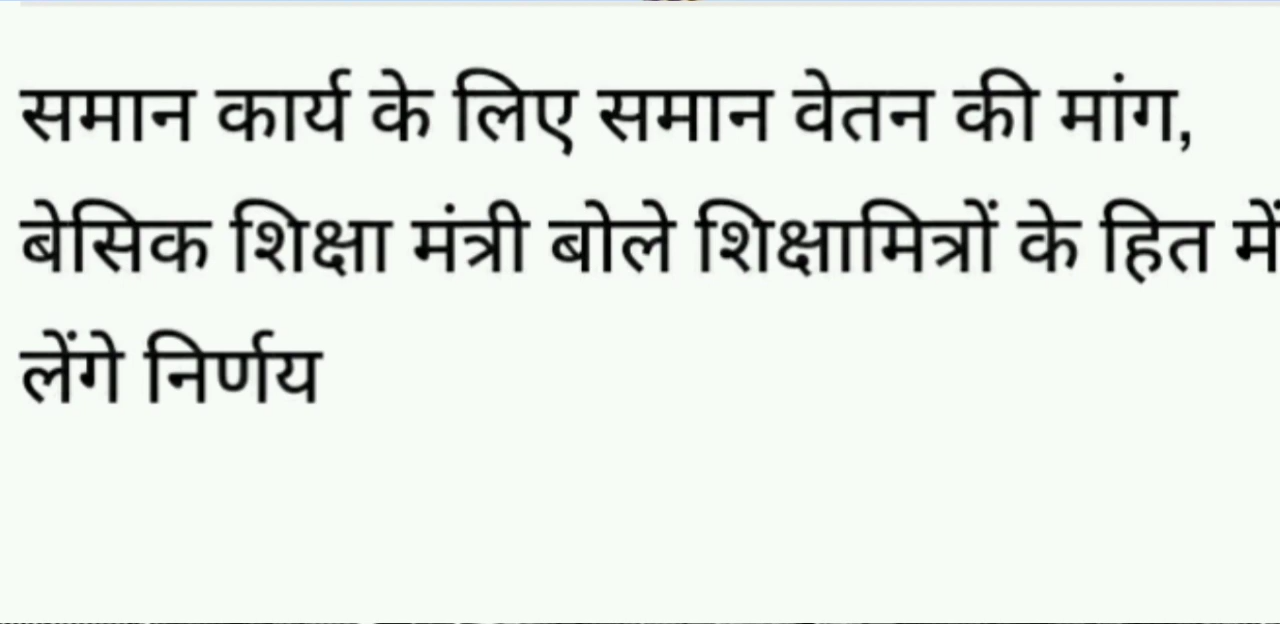 समान कार्य के लिए समान वेतन की मांग,
बेसिक शिक्षा मंत्री बोले शिक्षामित्रों के हित में
लेंगे निर्णय